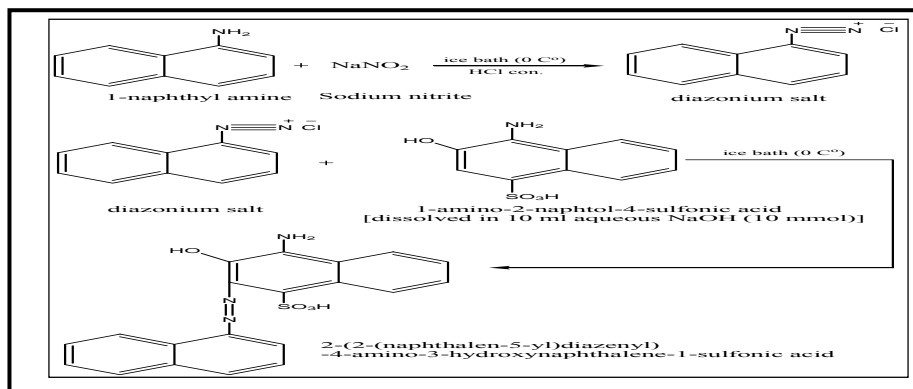 NH₂
N≡N⁺ Cl⁻
+ NaNO₂
ice bath (0 C°)
HCl con.
1-naphthyl amine Sodium nitrite
diazonium salt
N≡N⁺ Cl⁻
NH₂
HO
+
ice bath (0 C°)
SO₃H
diazonium salt
1-amino-2-naphtol-4-sulfonic acid
[dissolved in 10 ml aqueous NaOH (10 mmol)]
NH₂
HO
SO₃H
N
N
2-(2-(naphthalen-5-yl)diazenyl)
-4-amino-3-hydroxynaphthalene-1-sulfonic acid